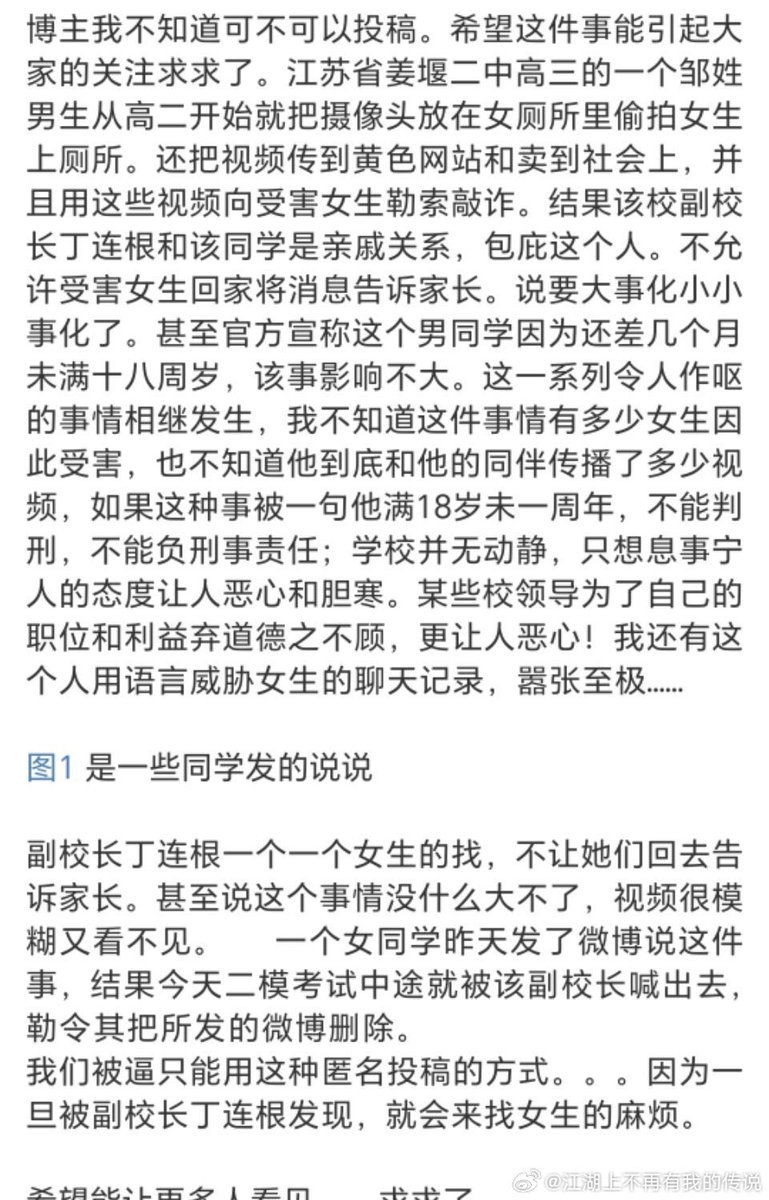 博主我不知道可不可以投稿。希望这件事能引起大
家的关注求求了。江苏省姜堰二中高三的一个邹姓
男生从高二开始就把摄像头放在女厕所里偷拍女生
上厕所。还把视频传到黄色网站和卖到社会上，并
且用这些视频向受害女生勒索敲诈。结果该校副校
长丁连根和该同学是亲戚关系，包庇这个人。不允
许受害女生回家将消息告诉家长。说要大事化小小
事化了。甚至官方宣称这个男同学因为还差几个月
未满十八周岁，该事影响不大。这一系列令人作呕
的事情相继发生，我不知道这件事情有多少女生因
此受害，也不知道他到底和他的同伴传播了多少视
频，如果这种事被一句他满18岁未一周年，不能判
刑，不能负刑事责任；学校并无动静，只想息事宁
人的态度让人恶心和胆寒。某些校领导为了自己的
职位和利益弃道德之不顾，更让人恶心！我还有这
个人用语言威胁女生的聊天记录，嚣张至极……
图1 是一些同学发的说说
副校长丁连根一个一个女生的找，不让她们回去告
诉家长。甚至说这个事情没什么大不了，视频很模
糊又看不见。 一个女同学昨天发了微博说这件
事，结果今天二模考试中途就被该副校长喊出去，
勒令其把所发的微博删除。
我们被逼只能用这种匿名投稿的方式。。。因为一
旦被副校长丁连根发现，就会来找女生的麻烦。
希望能让更多人看见 求求了
@江湖上不再有我的传说